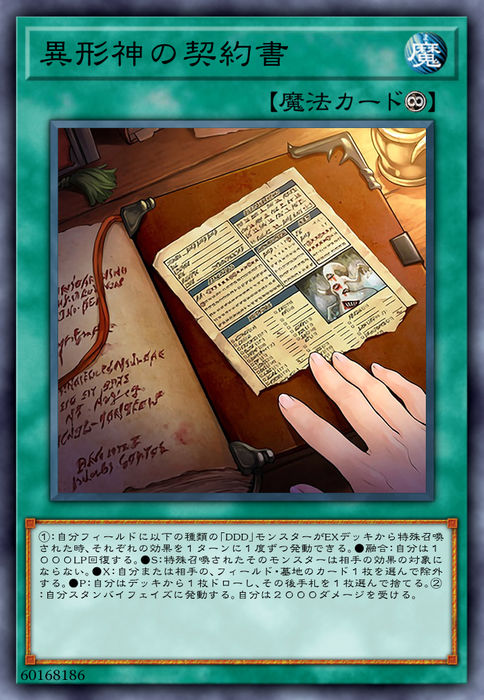 異形神の契約書
魔
【魔法カード∞】
①:自分フィールドに以下の種類の「DDD」モンスターがEXデッキから特殊召喚
された時、それぞれの効果を１ターンに１度ずつ発動できる。●融合:自分は１
０００LP回復する。●S:特殊召喚されたそのモンスターは相手の効果の対象に
ならない。●X:自分または相手の、フィールド・墓地のカード１枚を選んで除外
する。●P:自分はデッキから１枚ドローし、その後手札を１枚選んで捨てる。②
:自分スタンバイフェイズに発動する。自分は２０００ダメージを受ける。
60168186